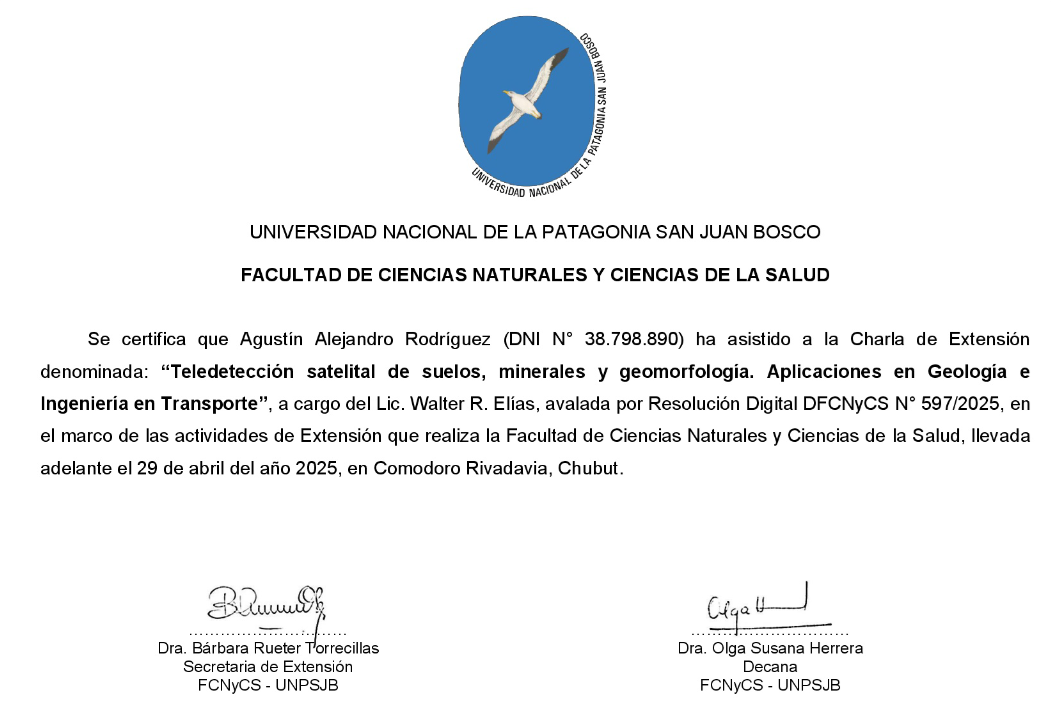 UNIVERSIDAD NACIONAL DE LA PATAGONIA SAN JUAN BOSCO
UNIVERSIDAD NACIONAL DE LA PATAGONIA SAN JUAN BOSCO
FACULTAD DE CIENCIAS NATURALES Y CIENCIAS DE LA SALUD
Se certifica que Agustín Alejandro Rodríguez (DNI N° 38.798.890) ha asistido a la Charla de Extensión
denominada: “Teledetección satelital de suelos, minerales y geomorfología. Aplicaciones en Geología e
Ingeniería en Transporte”, a cargo del Lic. Walter R. Elías, avalada por Resolución Digital DFCNyCS N° 597/2025, en
el marco de las actividades de Extensión que realiza la Facultad de Ciencias Naturales y Ciencias de la Salud, llevada
adelante el 29 de abril del año 2025, en Comodoro Rivadavia, Chubut.
Dra. Bárbara Rueter Torrecillas
Secretaria de Extensión
FCNyCS - UNPSJB
Olga H
Dra. Olga Susana Herrera
Decana
FCNyCS - UNPSJB